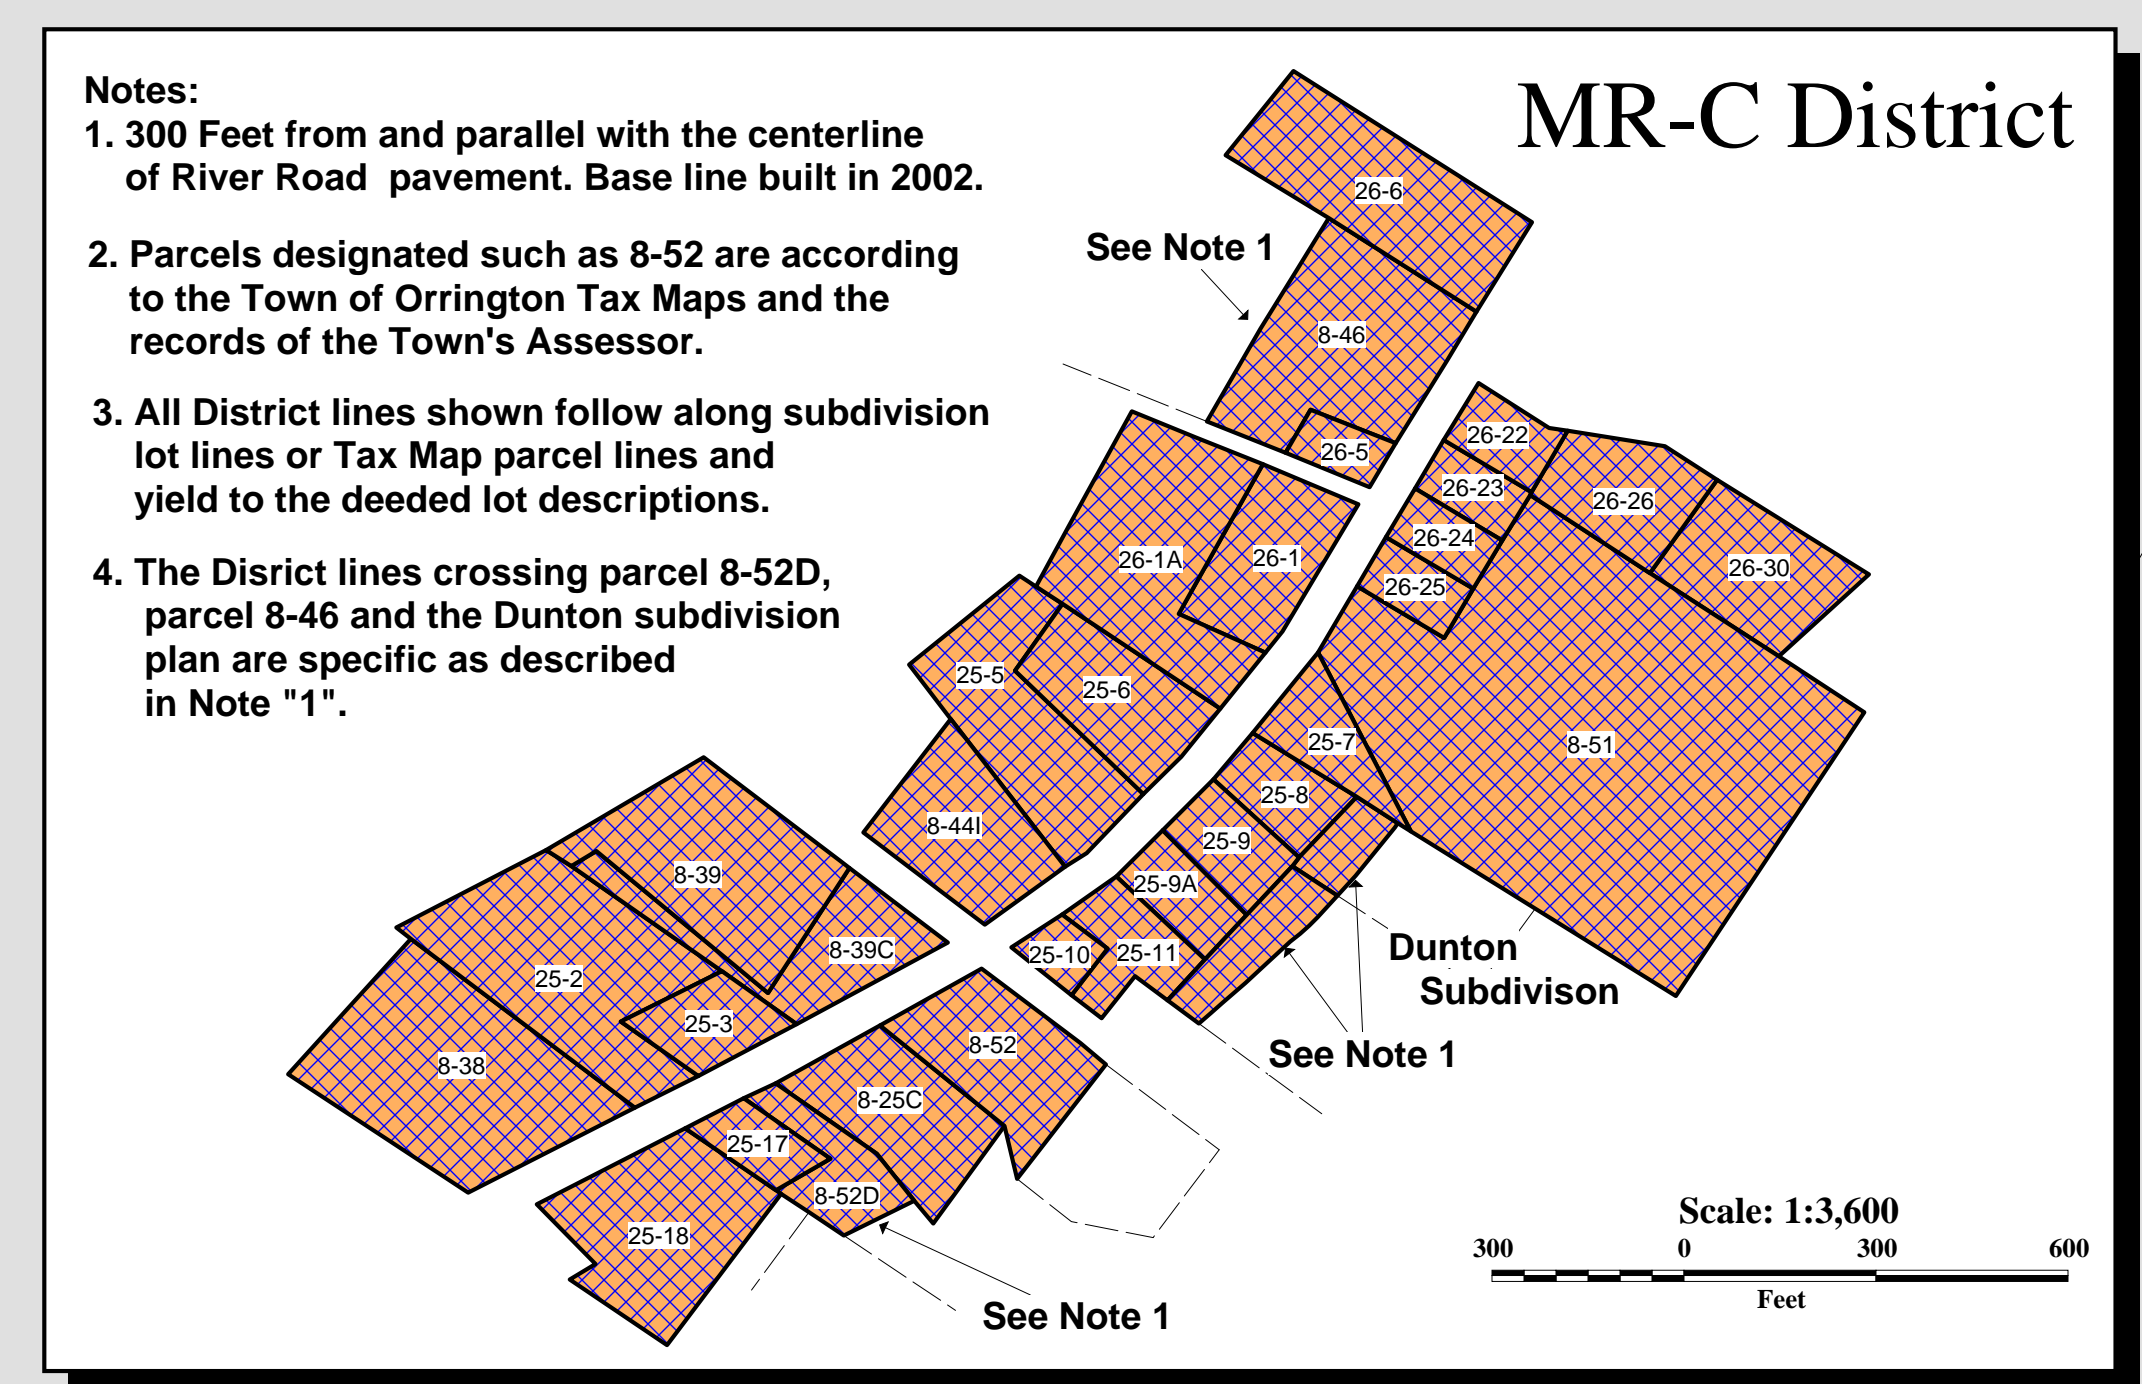 MR-C District
Notes:
1. 300 Feet from and parallel with the centerline
of River Road pavement. Base line built in 2002.
2. Parcels designated such as 8-52 are according
to the Town of Orrington Tax Maps and the
records of the Town's Assessor.
3. All District lines shown follow along subdivision
lot lines or Tax Map parcel lines and
yield to the deeded lot descriptions.
4. The Disrict lines crossing parcel 8-52D,
parcel 8-46 and the Dunton subdivision
plan are specific as described
in Note "1".
26-6
See Note 1
8-46
26-5
26-22
26-23
26-26
26-24
26-1A
26-1
26-30
26-25
25-5
25-6
25-7
8-51
25-8
8-44I
25-9
8-39
25-9A
Dunton
Subdivison
8-39C
25-10
25-11
25-2
25-3
8-52
See Note 1
8-38
8-25C
25-17
8-52D
25-18
See Note 1
Scale: 1:3,600
300 0 300 600
Feet